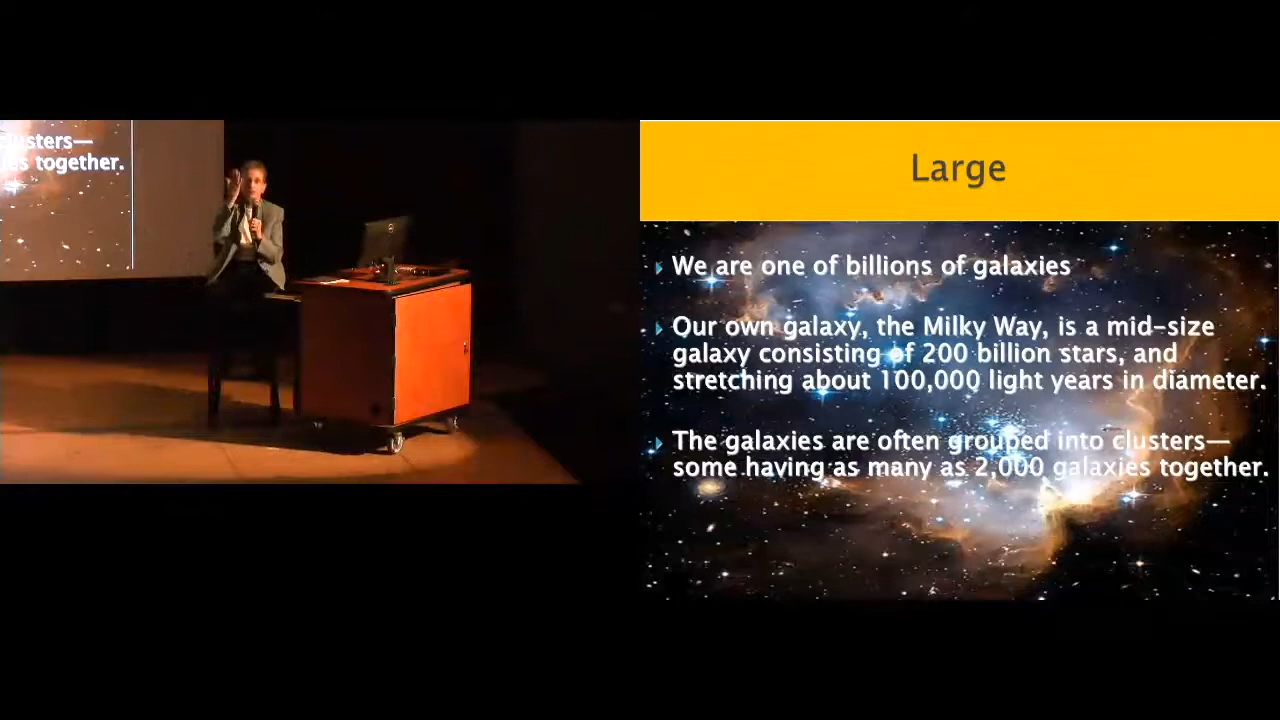 clusters—
together.
Large
We are one of billions of galaxies
Our own galaxy, the Milky Way, is a mid-size
galaxy consisting of 200 billion stars, and
stretching about 100,000 light years in diameter.
The galaxies are often grouped into clusters—
some having as many as 2,000 galaxies together.